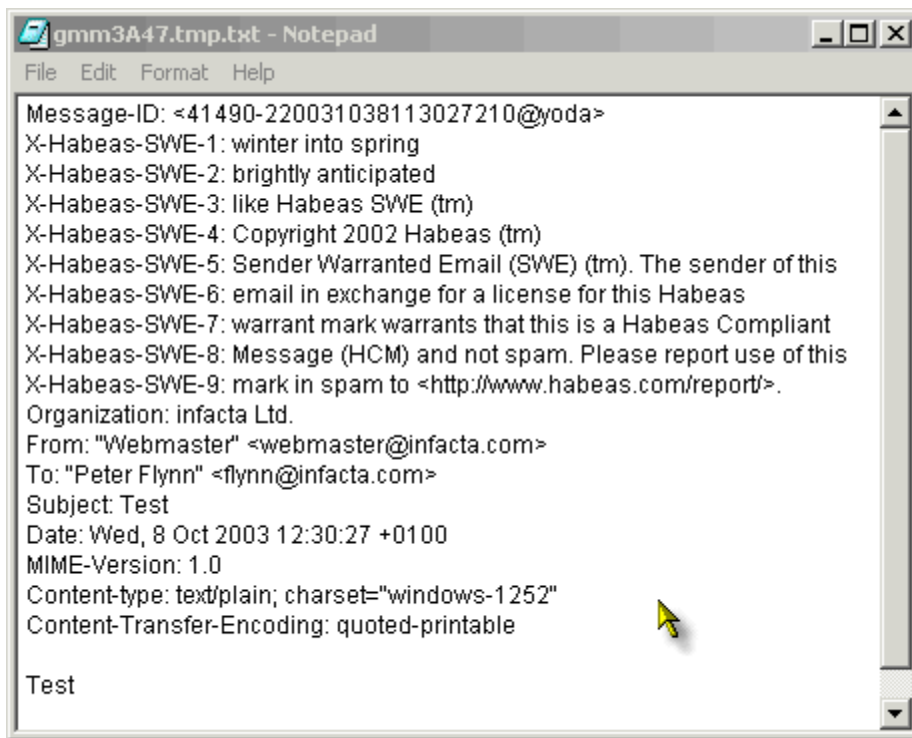 gmm3A47.tmp.txt - Notepad
File Edit Format Help
Message-ID: <41490-220031038113027210@yoda>
X-Habeas-SWE-1: winter into spring
X-Habeas-SWE-2: brightly anticipated
X-Habeas-SWE-3: like Habeas SWE (tm)
X-Habeas-SWE-4: Copyright 2002 Habeas (tm)
X-Habeas-SWE-5: Sender Warranted Email (SWE) (tm). The sender of this
X-Habeas-SWE-6: email in exchange for a license for this Habeas
X-Habeas-SWE-7: warrant mark warrants that this is a Habeas Compliant
X-Habeas-SWE-8: Message (HCM) and not spam. Please report use of this
X-Habeas-SWE-9: mark in spam to <http://www.habeas.com/report/>.
Organization: infacta Ltd.
From: "Webmaster" <webmaster@infacta.com>
To: "Peter Flynn" <flynn@infacta.com>
Subject: Test
Date: Wed, 8 Oct 2003 12:30:27 +0100
MIME-Version: 1.0
Content-type: text/plain; charset="windows-1252"
Content-Transfer-Encoding: quoted-printable
Test